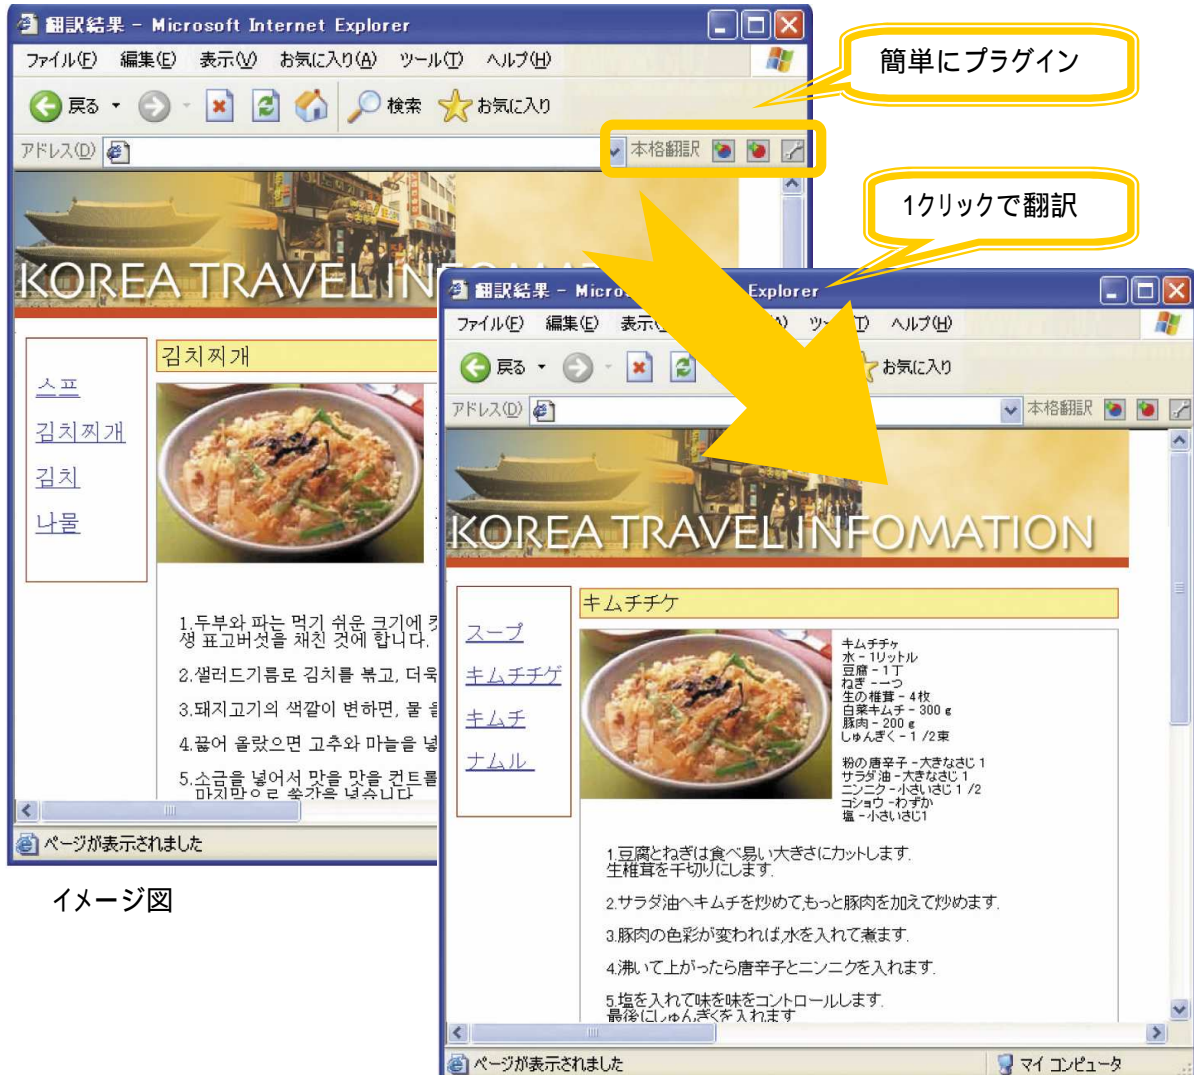 翻訳結果 - Microsoft Internet Explorer
ファイル(F) 編集(E) 表示(V) お気に入り(A) ツール(T) ヘルプ(H)
戻る 検索 お気に入り
アドレス(D) 本格翻訳
簡単にプラグイン
1クリックで翻訳
KOREA TRAVEL
김치찌개
스프
김치찌개
김치
나물
1.두부와 파는 먹기 쉬운 크기에
생 표고버섯을 채친 것에 합니다.
2.샐러드기름로 김치를 볶고, 더욱
3.돼지고기의 색깔이 변하면, 물
4.끓어 올랐으면 고추와 마늘을
5.소금을 넣어서 맛을 맛을 컨트롤
ページが表示されました
イメージ図
翻訳結果 - Explorer
ファイル(F) 編集(E) ヘルプ(H)
戻る お気に入り
アドレス(D) 本格翻訳
KOREA TRAVEL INFOMATION
キムチチケ
スープ
キムチチゲ
キムチ
ナムル
キムチチヶ
水 - 1リットル
豆腐 - 1丁
ねぎ - 一つ
生の椎茸 - 4枚
白菜キムチ - 300 g
豚肉 - 200 g
しゅんぎく - 1 /2束
粉の唐辛子 - 大きなさじ 1
サラダ油 - 大きなさじ 1
ニンニク - 小さいさじ 1 /2
コショウ - わずか
塩 - 小さいさじ1
1.豆腐とねぎは食べ易い大きさにカットします.
生椎茸を千切りにします.
2.サラダ油へキムチを炒めて,もっと豚肉を加えて炒めます.
3.豚肉の色彩が変われば,水を入れて煮ます.
4.沸いて上がったら唐辛子とニンニクを入れます.
5.塩を入れて味を味をコントロールします.
最後にしゅんぎくを入れます
ページが表示されました マイ コンピュータ